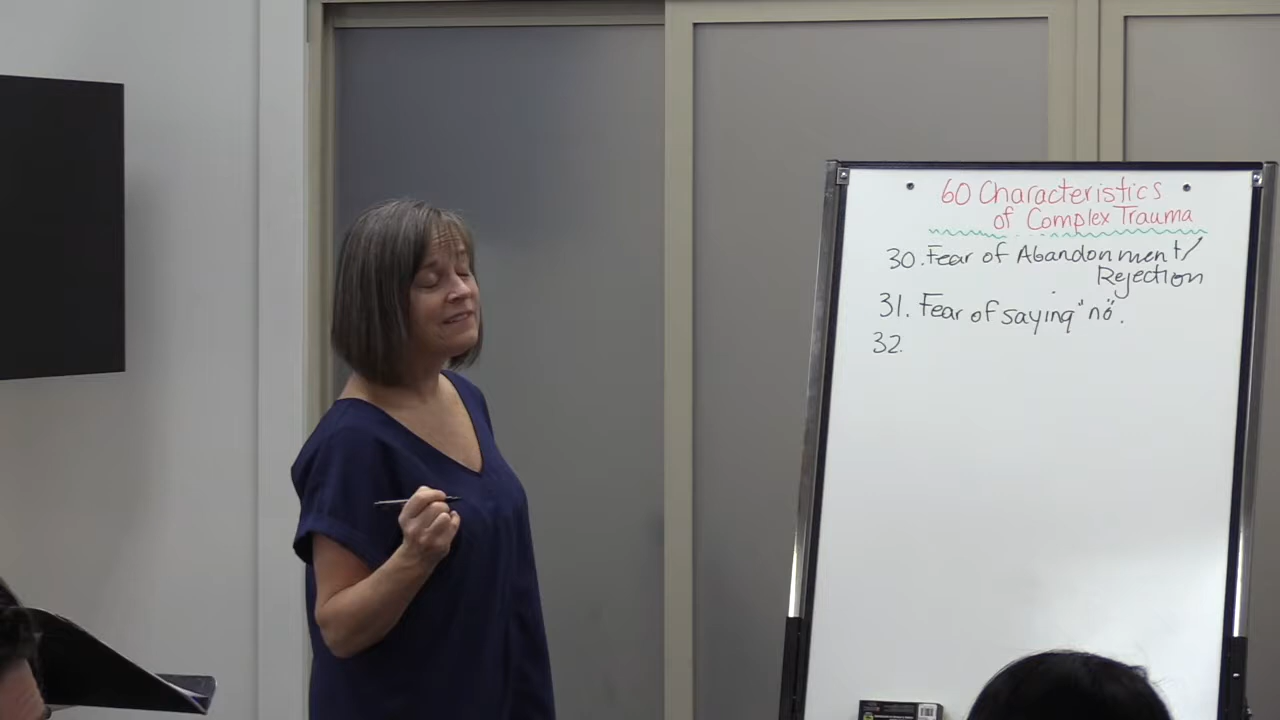 60 Characteristics
of Complex Trauma
30. Fear of Abandonment/
Rejection
31. Fear of saying "no".
32.